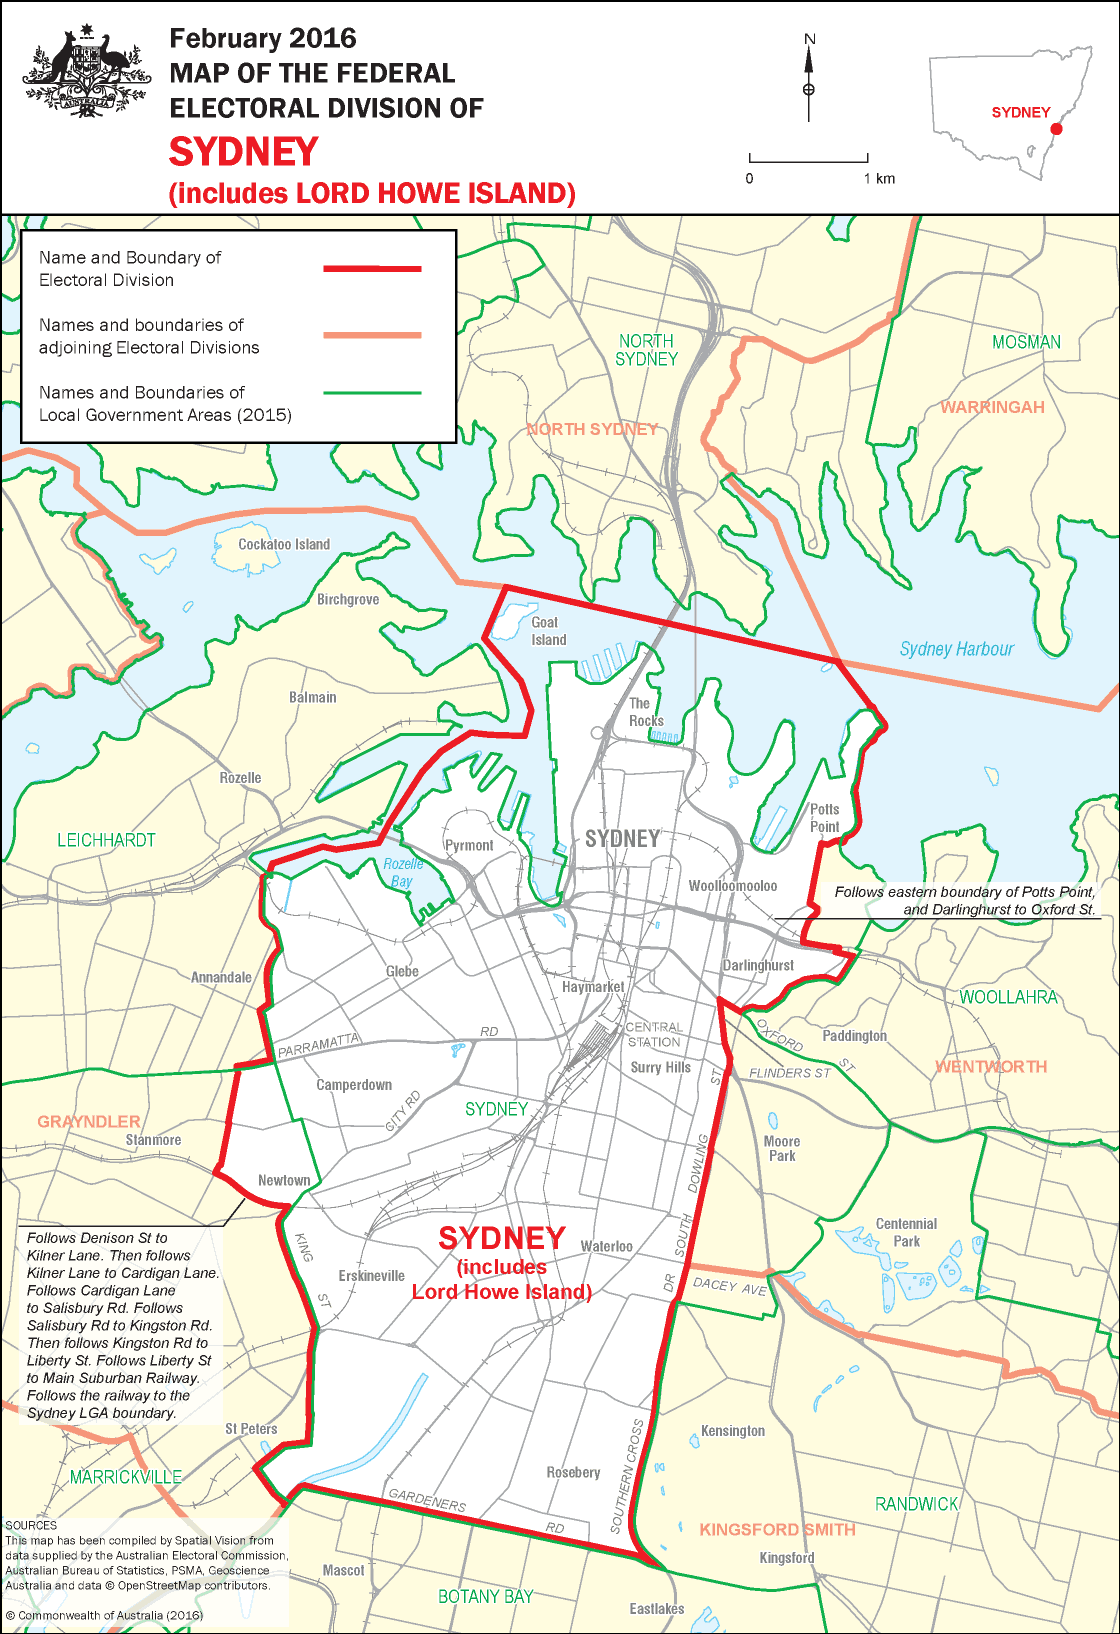 February 2016
MAP OF THE FEDERAL
ELECTORAL DIVISION OF
SYDNEY
(includes LORD HOWE ISLAND)
AUSTRALIA
N
0 1 km
SYDNEY
Name and Boundary of
Electoral Division
Names and boundaries of
adjoining Electoral Divisions
Names and Boundaries of
Local Government Areas (2015)
NORTH
SYDNEY
MOSMAN
WARRINGAH
NORTH SYDNEY
Cockatoo Island
Birchgrove
Goat
Island
Sydney Harbour
Balmain
The
Rocks
Rozelle
LEICHHARDT
Potts
Point
Pyrmont
SYDNEY
Rozelle
Bay
Woolloomooloo
Follows eastern boundary of Potts Point,
and Darlinghurst to Oxford St.
Annandale
Glebe
Haymarket
Darlinghurst
WOOLLAHRA
PARRAMATTA RD
CENTRAL
STATION
OXFORD ST
Paddington
Surry Hills
FLINDERS ST
WENTWORTH
Camperdown
CITY RD
SYDNEY
GRAYNDLER
Stanmore
Moore
Park
Newtown
SOUTH DOWLING ST
Centennial
Park
Follows Denison St to
Kilner Lane. Then follows
Kilner Lane to Cardigan Lane.
Follows Cardigan Lane
to Salisbury Rd. Follows
Salisbury Rd to Kingston Rd.
Then follows Kingston Rd to
Liberty St. Follows Liberty St
to Main Suburban Railway.
Follows the railway to the
Sydney LGA boundary.
KING ST
SYDNEY
(includes
Lord Howe Island)
Waterloo
Erskineville
DACEY AVE
St Peters
Kensington
MARRICKVILLE
Rosebery
SOUTHERN CROSS DR
GARDENERS RD
RANDWICK
KINGSFORD SMITH
Kingsford
Mascot
BOTANY BAY
Eastlakes
SOURCES
This map has been compiled by Spatial Vision from
data supplied by the Australian Electoral Commission,
Australian Bureau of Statistics, PSMA, Geoscience
Australia and data © OpenStreetMap contributors.
© Commonwealth of Australia (2016)